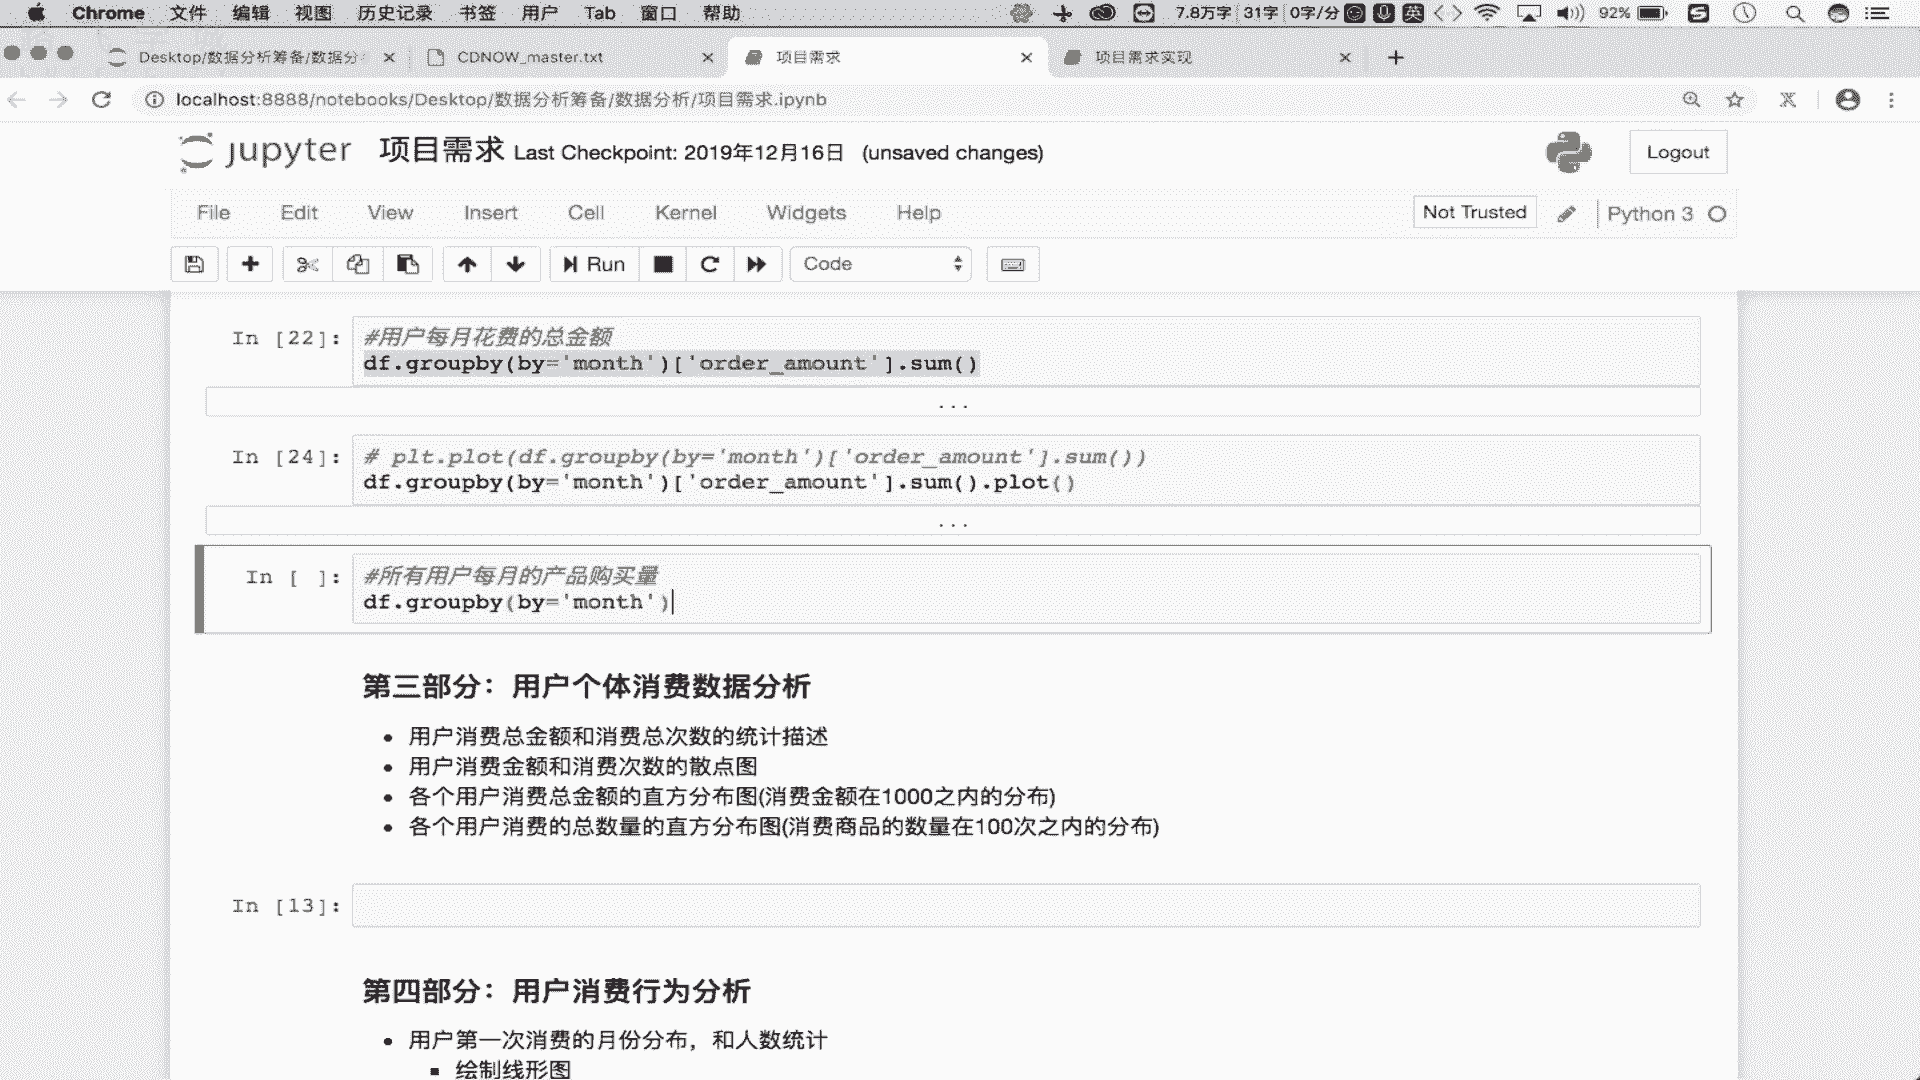 Chrome 文件 编辑 视图 历史记录 书签 用户 Tab 窗口 帮助 7.8万字 31字 0字/分 英 92%
Desktop/数据分析筹备/数据分 CDNOW_master.txt 项目需求 项目需求实现
localhost:8888/notebooks/Desktop/数据分析筹备/数据分析/项目需求.ipynb
jupyter 项目需求 Last Checkpoint: 2019年12月16日 (unsaved changes) Logout
File Edit View Insert Cell Kernel Widgets Help Not Trusted Python 3
Run Code
In [22]: #用户每月花费的总金额
df.groupby(by='month')['order_amount'].sum()
...
In [24]: # plt.plot(df.groupby(by='month')['order_amount'].sum())
df.groupby(by='month')['order_amount'].sum().plot()
...
In [ ]: #所有用户每月的产品购买量
df.groupby(by='month')
第三部分：用户个体消费数据分析
• 用户消费总金额和消费总次数的统计描述
• 用户消费金额和消费次数的散点图
• 各个用户消费总金额的直方分布图(消费金额在1000之内的分布)
• 各个用户消费的总数量的直方分布图(消费商品的数量在100次之内的分布)
In [13]:
第四部分：用户消费行为分析
• 用户第一次消费的月份分布，和人数统计
▪ 绘制线形图